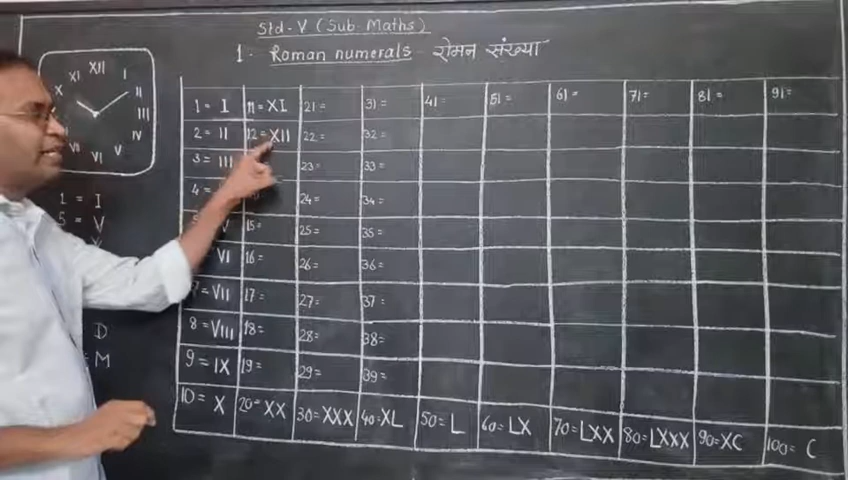 Std-V (Sub-Maths)
1. Roman numerals - रोमन संख्या
XII
XI I
X II
III
IV
VII V
VI
1 = I
5 = V
D
= M
1 = I 11 = XI 21= 31= 41= 51= 61= 71= 81= 91=
2 = II 12 = XII 22= 32=
3 = III 23= 33=
4 = 24= 34=
V 15= 25= 35=
VI 16= 26= 36=
7 = VII 17= 27= 37=
8 = VIII 18= 28= 38=
9 = IX 19= 29= 39=
10 = X 20= XX 30= XXX 40= XL 50= L 60= LX 70= LXX 80= LXXX 90= XC 100= C